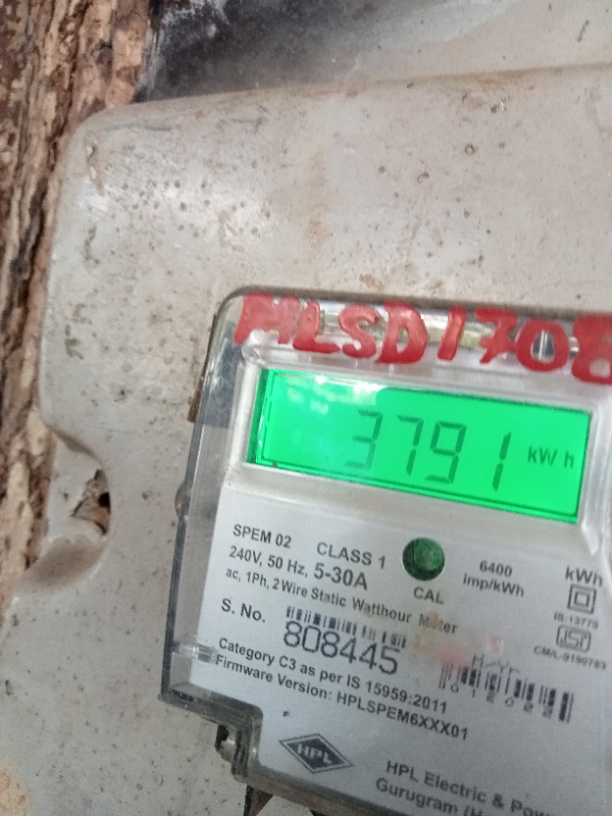 MLSD1708
3791 kWh
SPEM 02 CLASS 1
240V, 50 Hz, 5-30A
CAL
6400
imp/kWh
kWh
ac, 1Ph, 2 Wire Static Watthour Meter
S. No.
808445
IS:13779
CM/L-9199783
Category C3 as per IS 15959:2011
Firmware Version: HPLSPEM6XXX01
HPL
HPL Electric & Pow
Gurugram (H